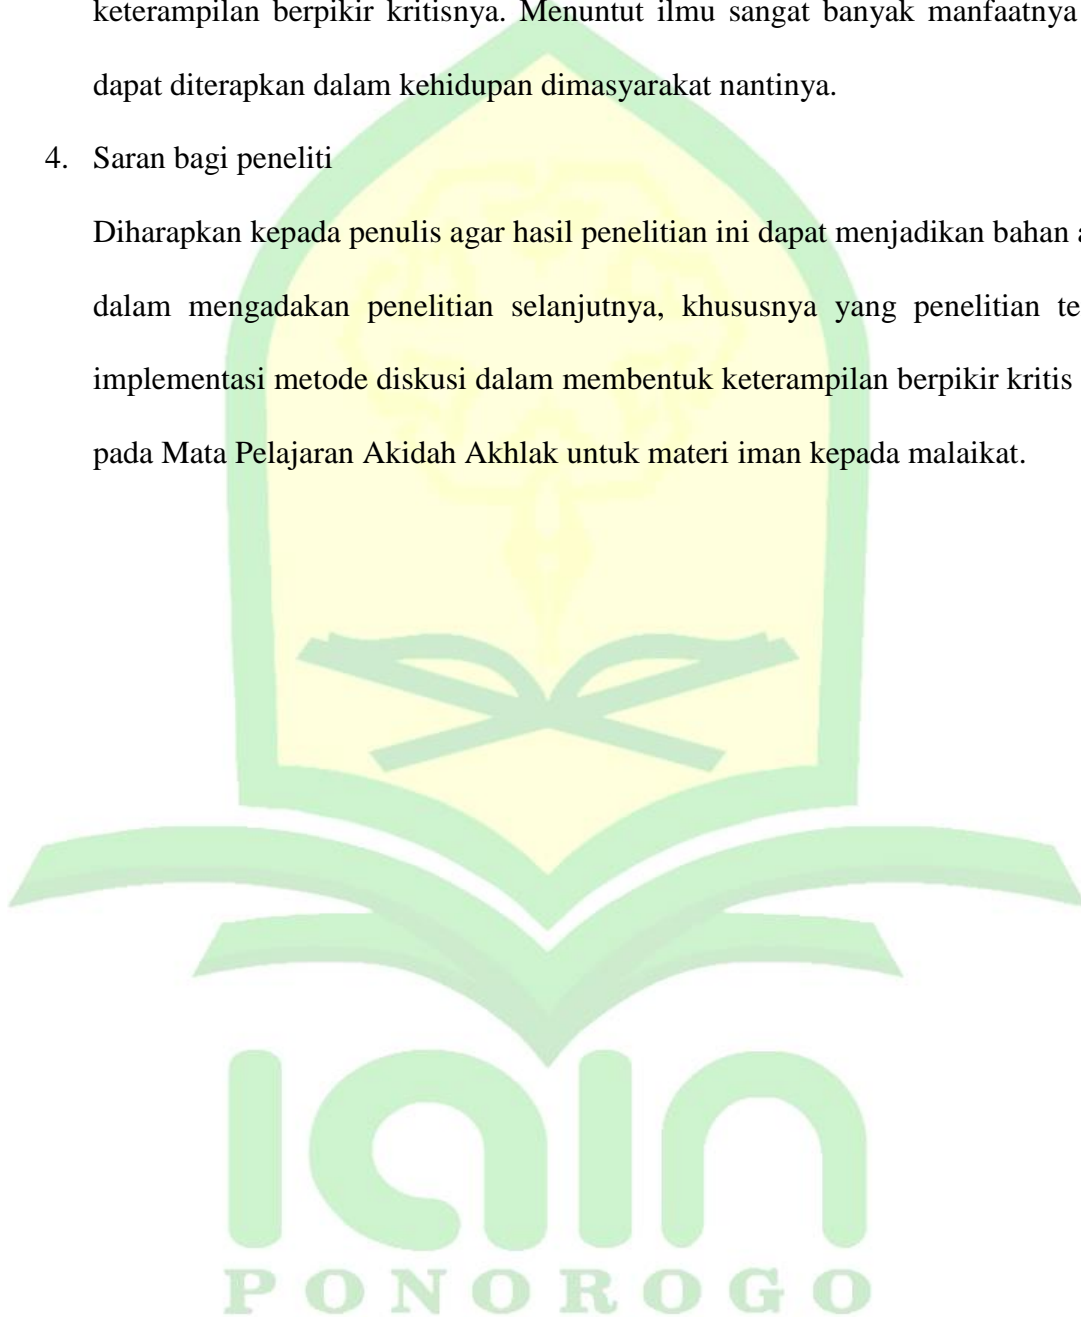 keterampilan berpikir kritisnya. Menuntut ilmu sangat banyak manfaatnya
dapat diterapkan dalam kehidupan dimasyarakat nantinya.
4. Saran bagi peneliti
Diharapkan kepada penulis agar hasil penelitian ini dapat menjadikan bahan
dalam mengadakan penelitian selanjutnya, khususnya yang penelitian
implementasi metode diskusi dalam membentuk keterampilan berpikir kritis
pada Mata Pelajaran Akidah Akhlak untuk materi iman kepada malaikat.
iain
PONOROGO